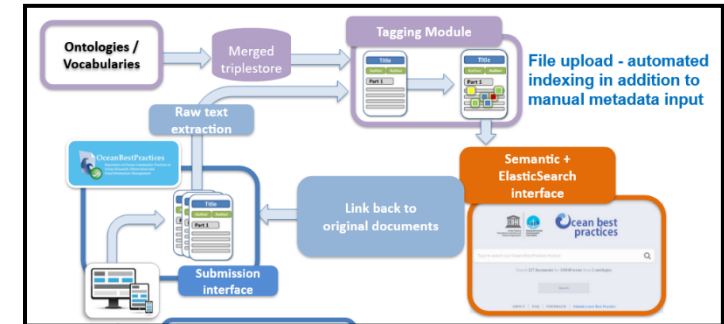 Ontologies /
Vocabularies
Merged
triplestore
Tagging Module
Title
Author Author
Part 1
Title
Author Author
Part 1
File upload - automated
indexing in addition to
manual metadata input
Raw text
extraction
OceanBestPractices
Title
Author Author
Part 1
Submission
interface
Link back to
original documents
Semantic +
ElasticSearch
interface
Ocean best
practices
Search